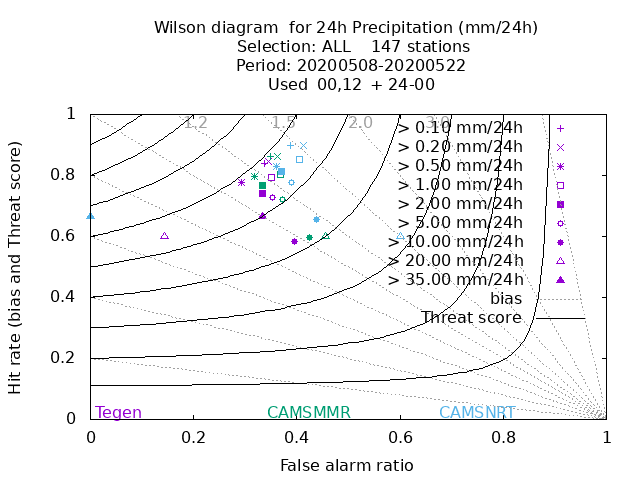 Wilson diagram  for 24h Precipitation (mm/24h)
Selection: ALL    147 stations
Period: 20200508-20200522
Used  00,12  + 24-00
Hit rate (bias and Threat score)
1
0.8
0.6
0.4
0.2
0
1.2 1.5 2.0 3.0
> 0.10 mm/24h
> 0.20 mm/24h
> 0.50 mm/24h
> 1.00 mm/24h
> 2.00 mm/24h
> 5.00 mm/24h
> 10.00 mm/24h
> 20.00 mm/24h
> 35.00 mm/24h
bias
Threat score
Tegen CAMSMMR CAMSNRT
0 0.2 0.4 0.6 0.8 1
False alarm ratio